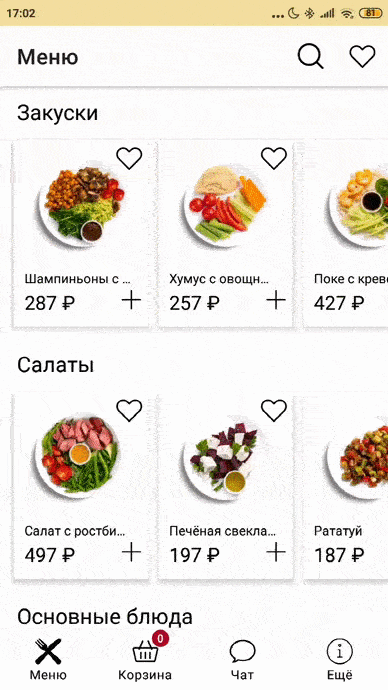 17:02
81
Меню
Закуски
Шампиньоны с ...
Хумус с овощн...
Поке с креве
287 ₽
257 ₽
427 ₽
Салаты
Салат с ростби...
Печёная свекла...
Рататуй
497 ₽
197 ₽
187 ₽
Основные блюда
0
Меню
Корзина
Чат
Ещё